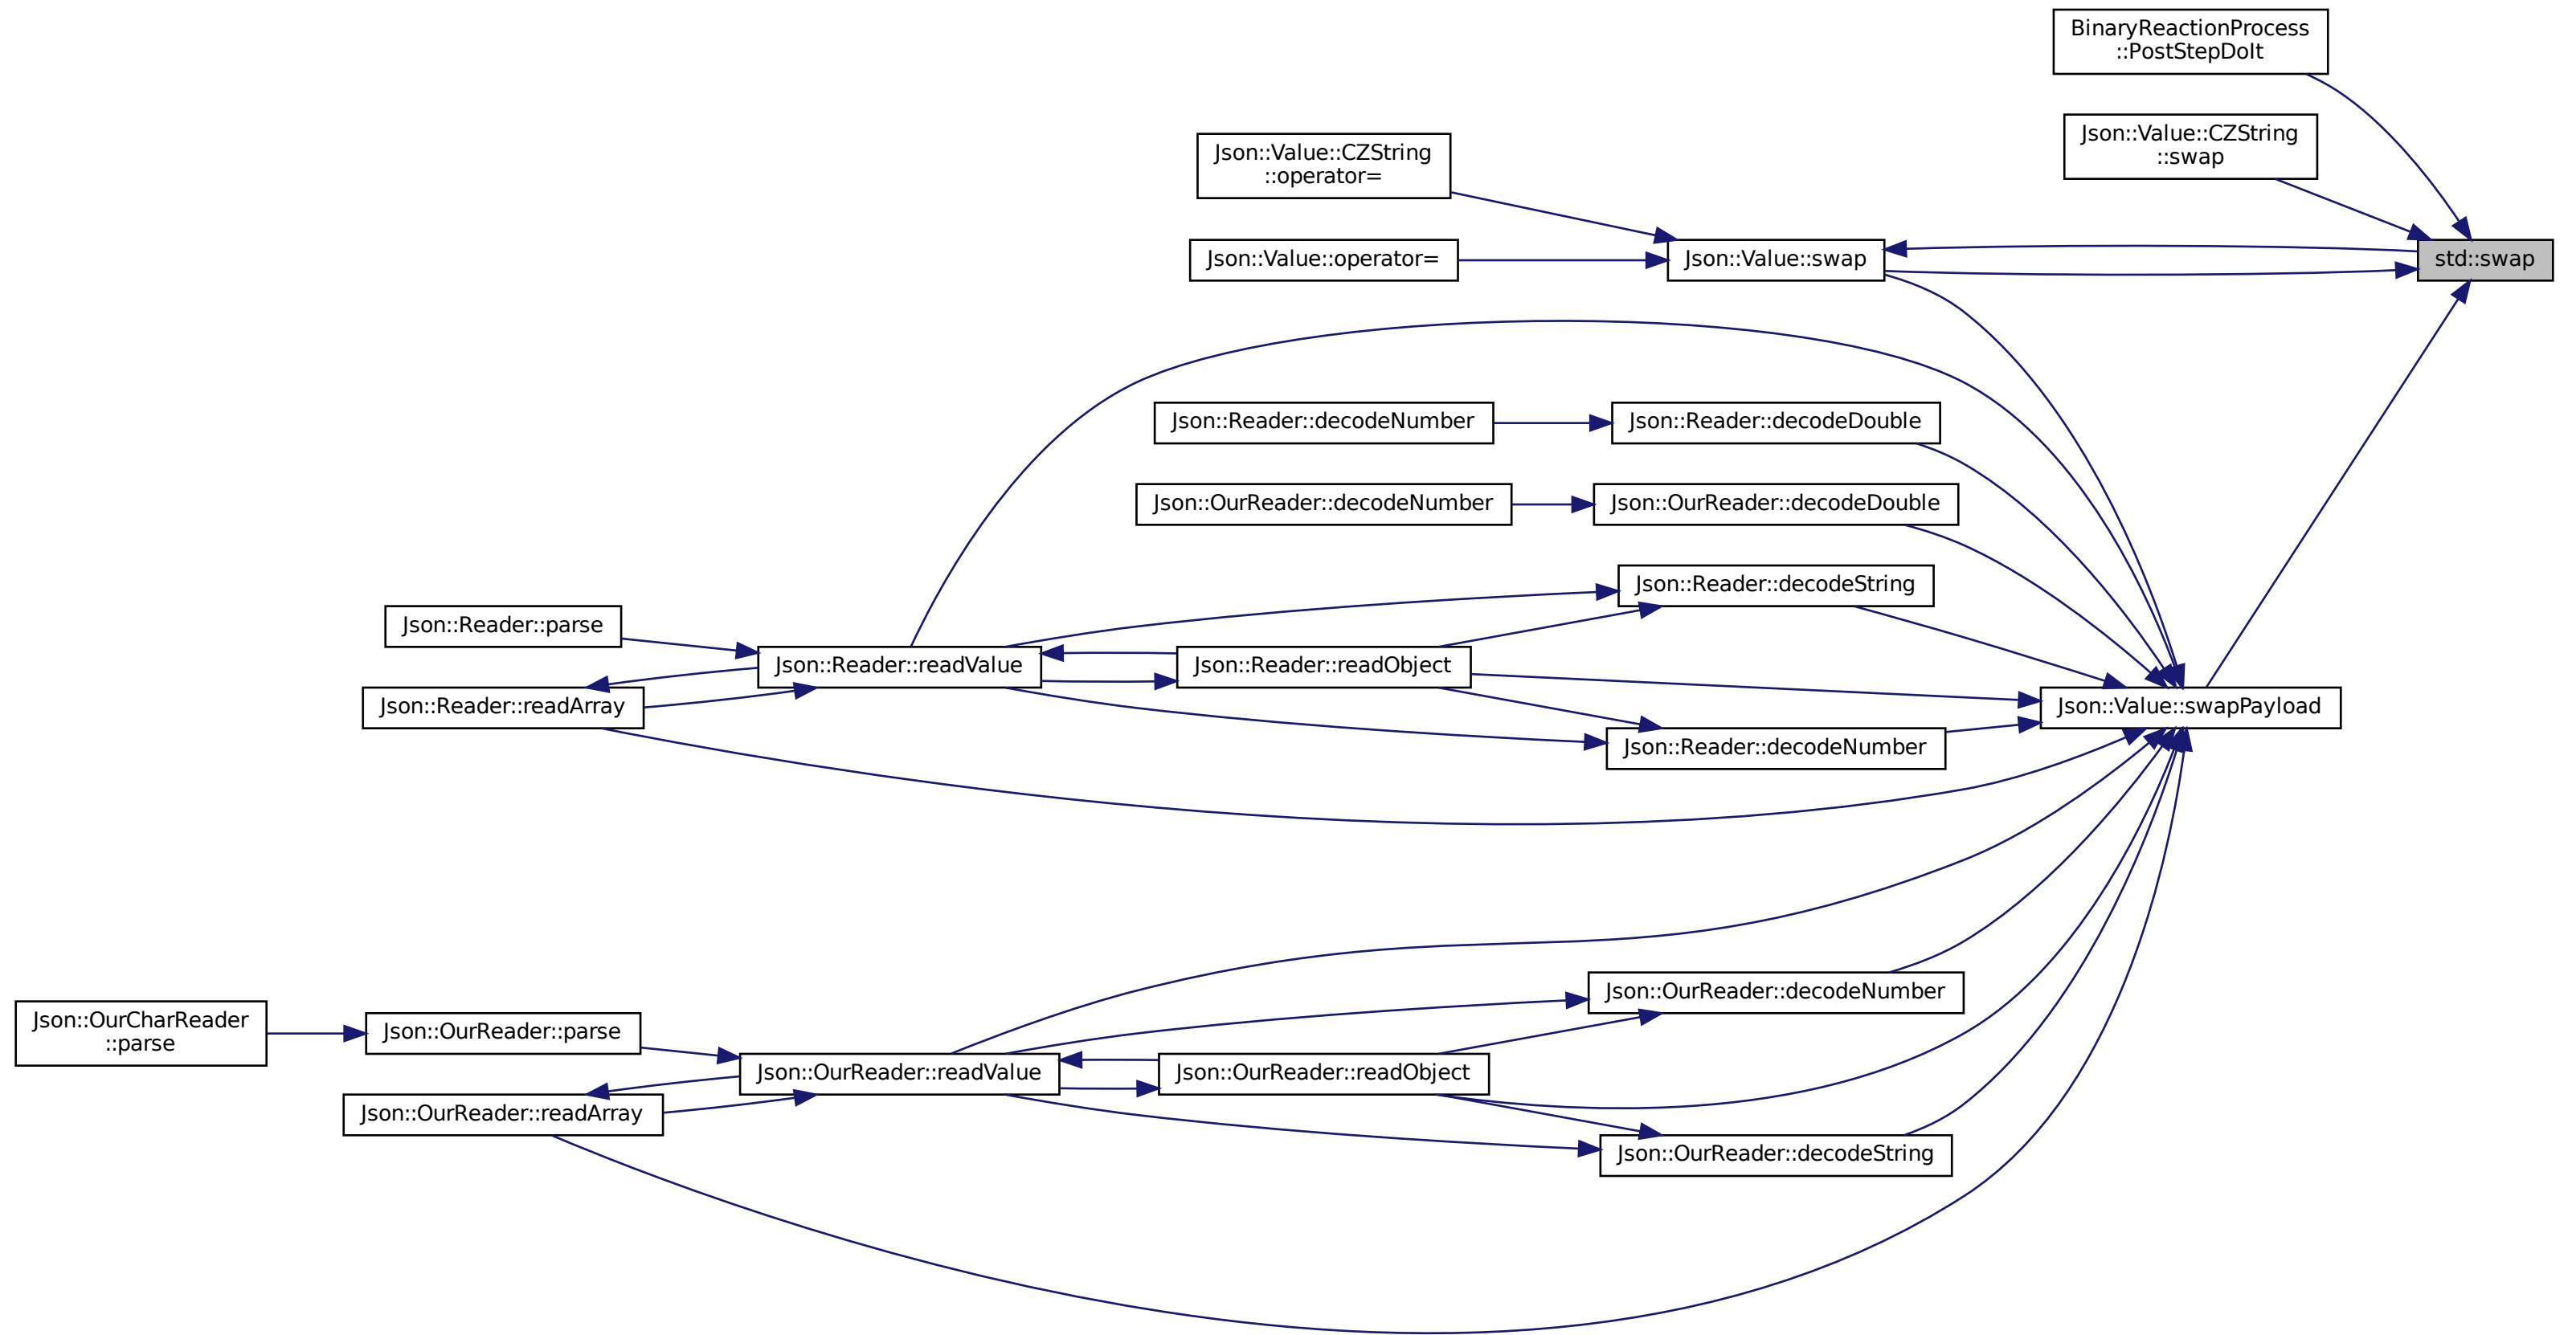 BinaryReactionProcess
::PostStepDoIt
Json::Value::CZString
::swap
Json::Value::CZString
::operator=
Json::Value::operator=
Json::Value::swap
std::swap
Json::Reader::decodeNumber
Json::Reader::decodeDouble
Json::OurReader::decodeNumber
Json::OurReader::decodeDouble
Json::Reader::decodeString
Json::Reader::parse
Json::Reader::readValue
Json::Reader::readObject
Json::Reader::readArray
Json::Value::swapPayload
Json::Reader::decodeNumber
Json::OurReader::decodeNumber
Json::OurCharReader
::parse
Json::OurReader::parse
Json::OurReader::readValue
Json::OurReader::readObject
Json::OurReader::readArray
Json::OurReader::decodeString